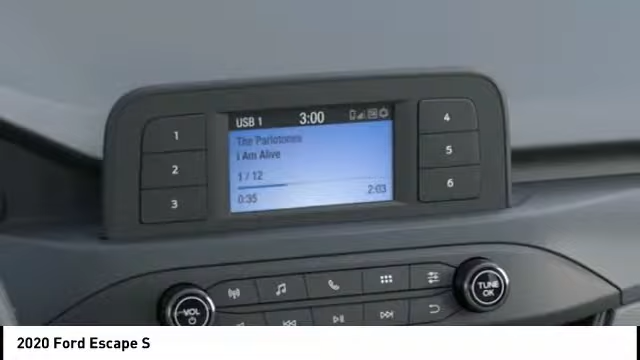 USB 1 3:00
The Parlotones
I Am Alive
1 / 12
0:35 2:03
1
2
3
4
5
6
VOL
TUNE
OK
2020 Ford Escape S